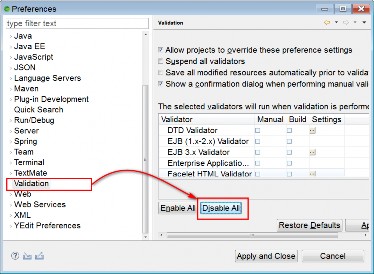 Preferences
type filter text
Java
Java EE
JavaScript
JSON
Language Servers
Maven
Plug-in Development
Quick Search
Run/Debug
Server
Spring
Team
Terminal
TextMate
Validation
Web
Web Services
XML
YEdit Preferences
Validation
Allow projects to override these preference settings
Suspend all validators
Save all modified resources automatically prior to valida
Show a confirmation dialog when performing manual vali
The selected validators will run when validation is performe
Validator Manual Build Settings
DTD Validator
EJB (1.x-2.x) Validator
EJB 3.x Validator
Enterprise Applicatio...
Facelet HTML Validator
Enable All Disable All
Restore Defaults Ap
Apply and Close Cancel